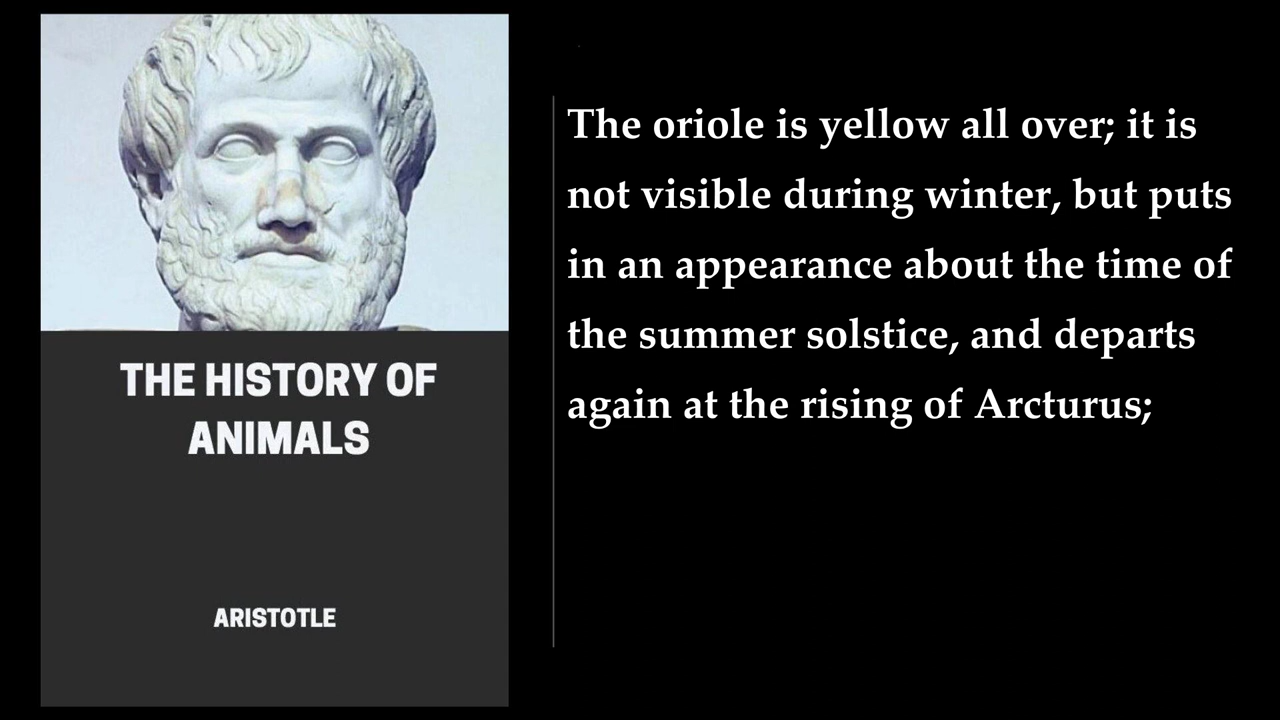 THE HISTORY OF
ANIMALS
ARISTOTLE
The oriole is yellow all over; it is
not visible during winter, but puts
in an appearance about the time of
the summer solstice, and departs
again at the rising of Arcturus;